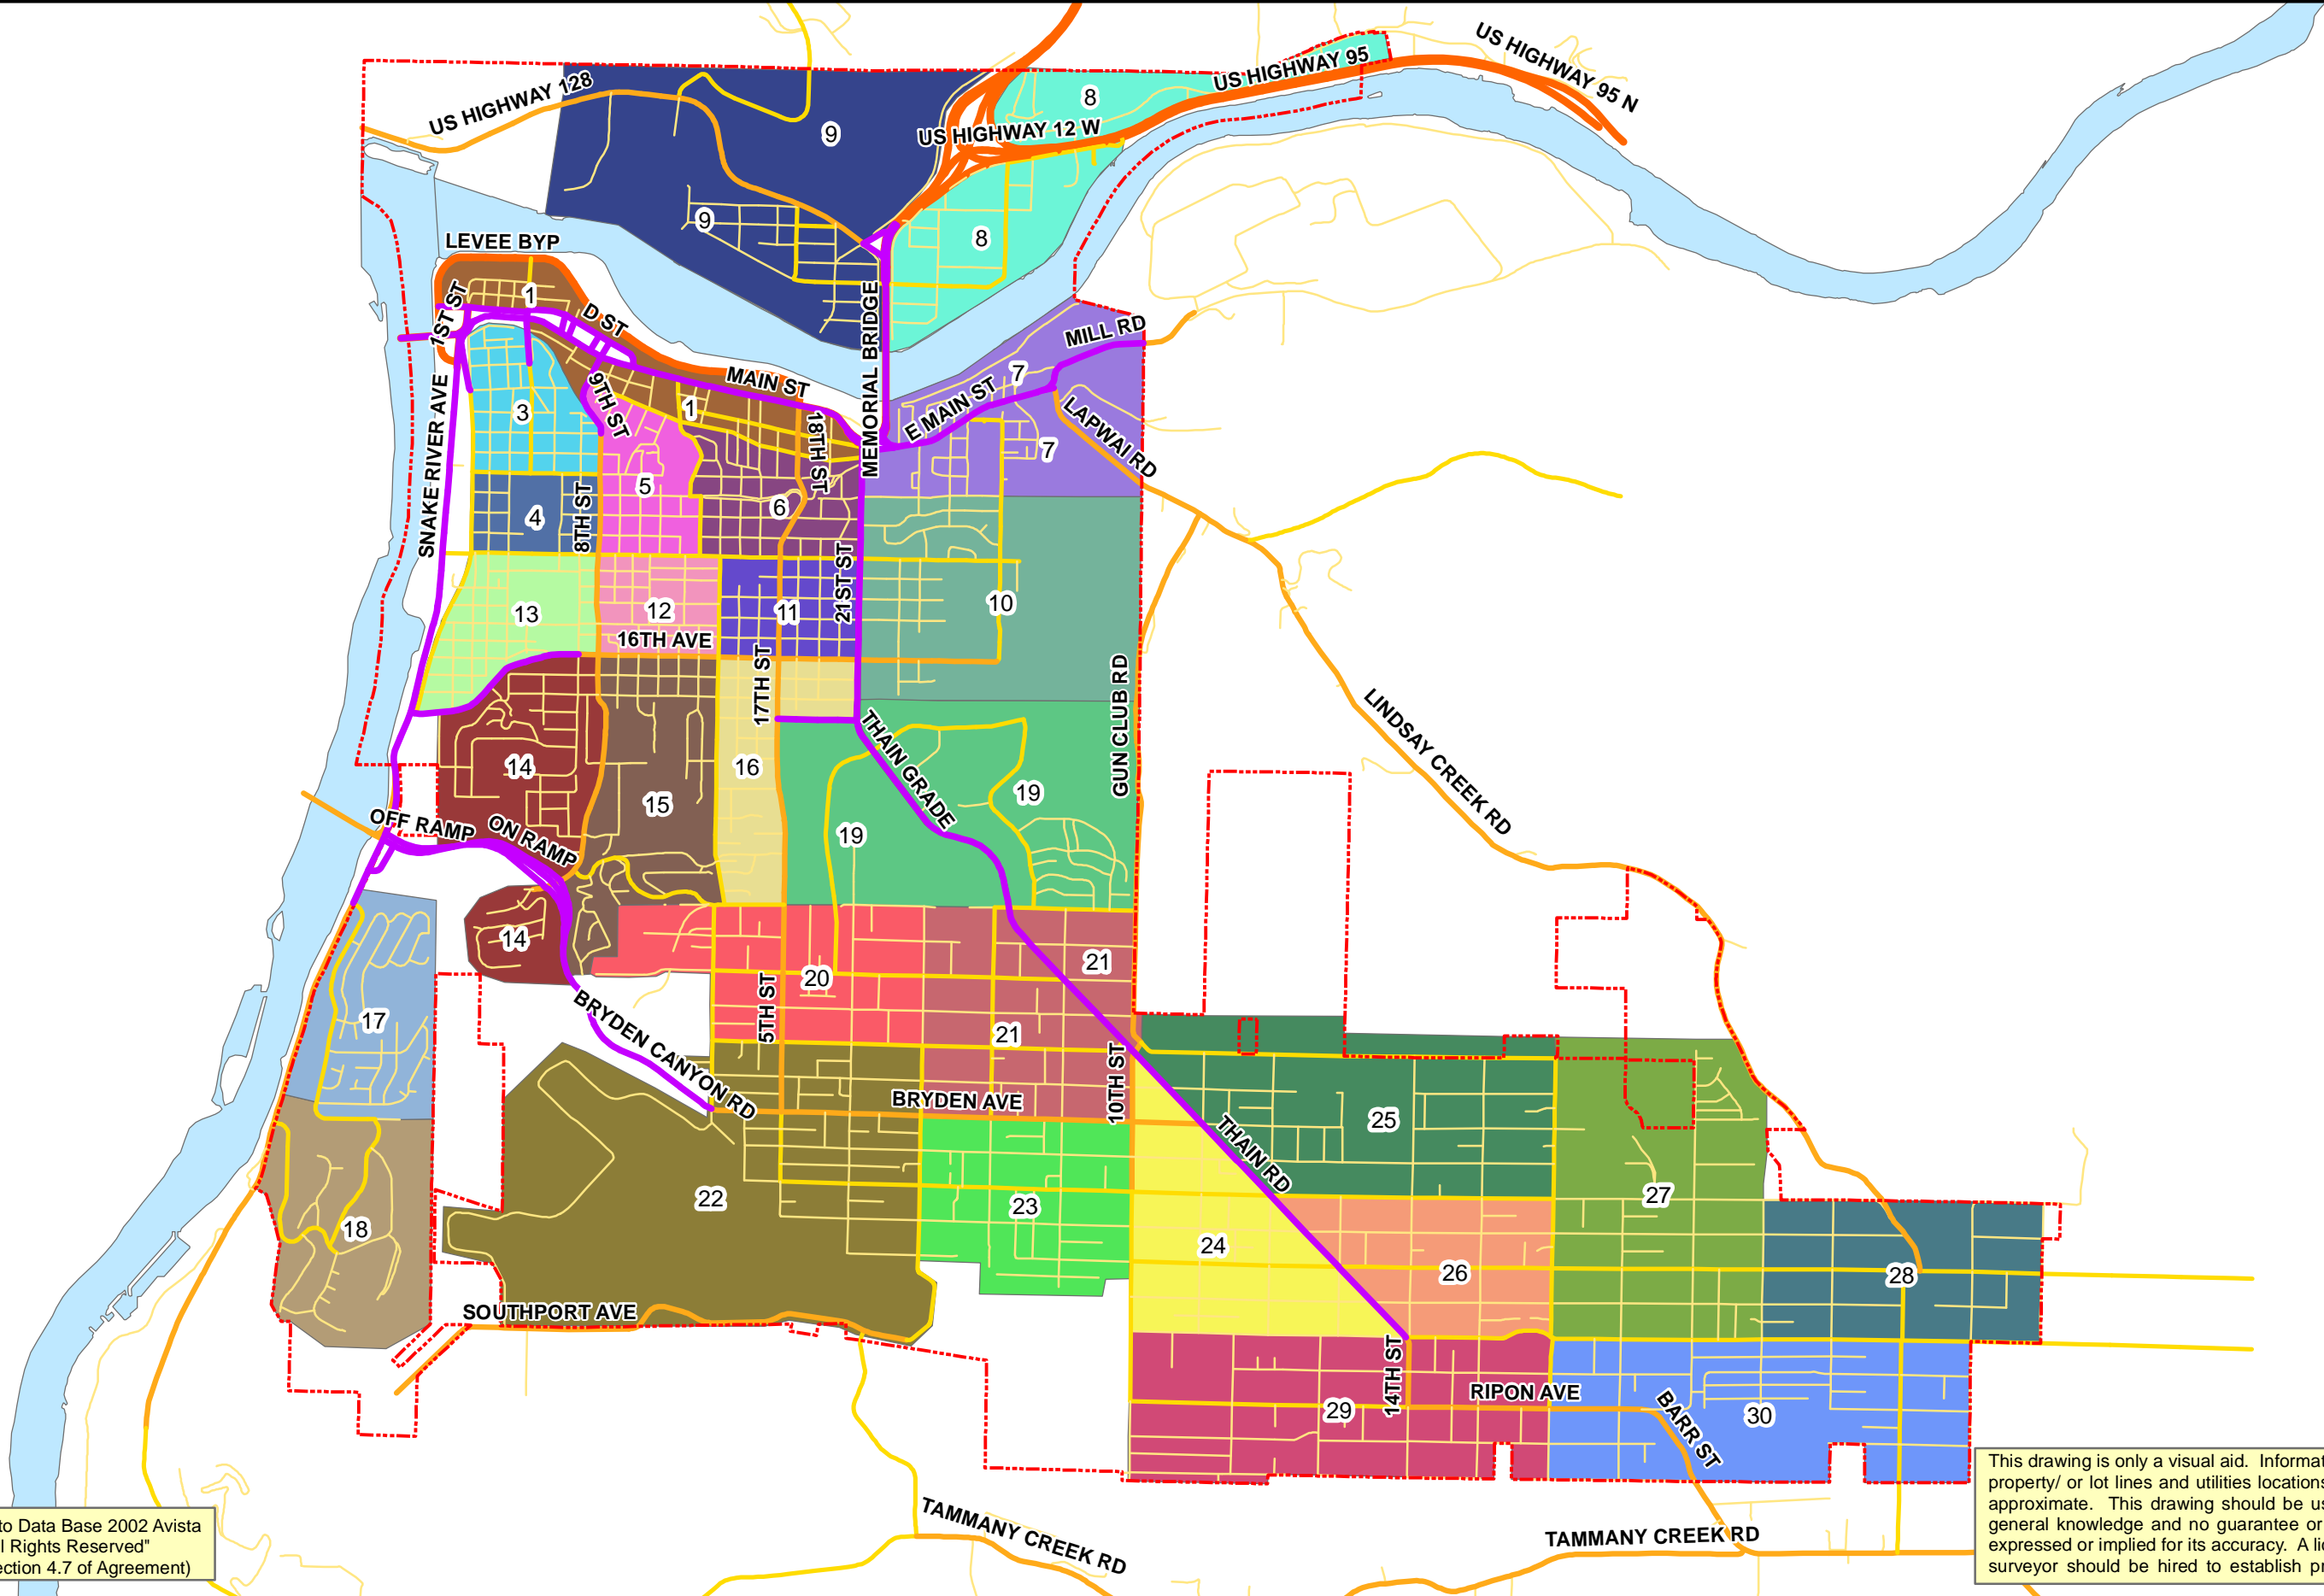 US HIGHWAY 95 N
US HIGHWAY 95
US HIGHWAY 128
8
9
US HIGHWAY 12 W
9
8
LEVEE BYP
1
1ST ST
D ST
MEMORIAL BRIDGE
MILL RD
7
MAIN ST
9TH ST
E MAIN ST
3
1
LAPWAI RD
SNAKE RIVER AVE
18TH ST
7
5
6
4
8TH ST
21ST ST
10
13
12
11
16TH AVE
17TH ST
GUN CLUB RD
LINDSAY CREEK RD
THAIN GRADE
14
16
15
19
19
OFF RAMP
ON RAMP
14
21
20
5TH ST
BRYDEN CANYON RD
17
21
10TH ST
BRYDEN AVE
25
THAIN RD
22
23
27
18
24
26
28
SOUTHPORT AVE
14TH ST
RIPON AVE
29
BARR ST
30
TAMMANY CREEK RD
TAMMANY CREEK RD
to Data Base 2002 Avista
l Rights Reserved"
ection 4.7 of Agreement)
This drawing is only a visual aid. Informat
property/ or lot lines and utilities locations
approximate. This drawing should be us
general knowledge and no guarantee or
expressed or implied for its accuracy. A lic
surveyor should be hired to establish pr